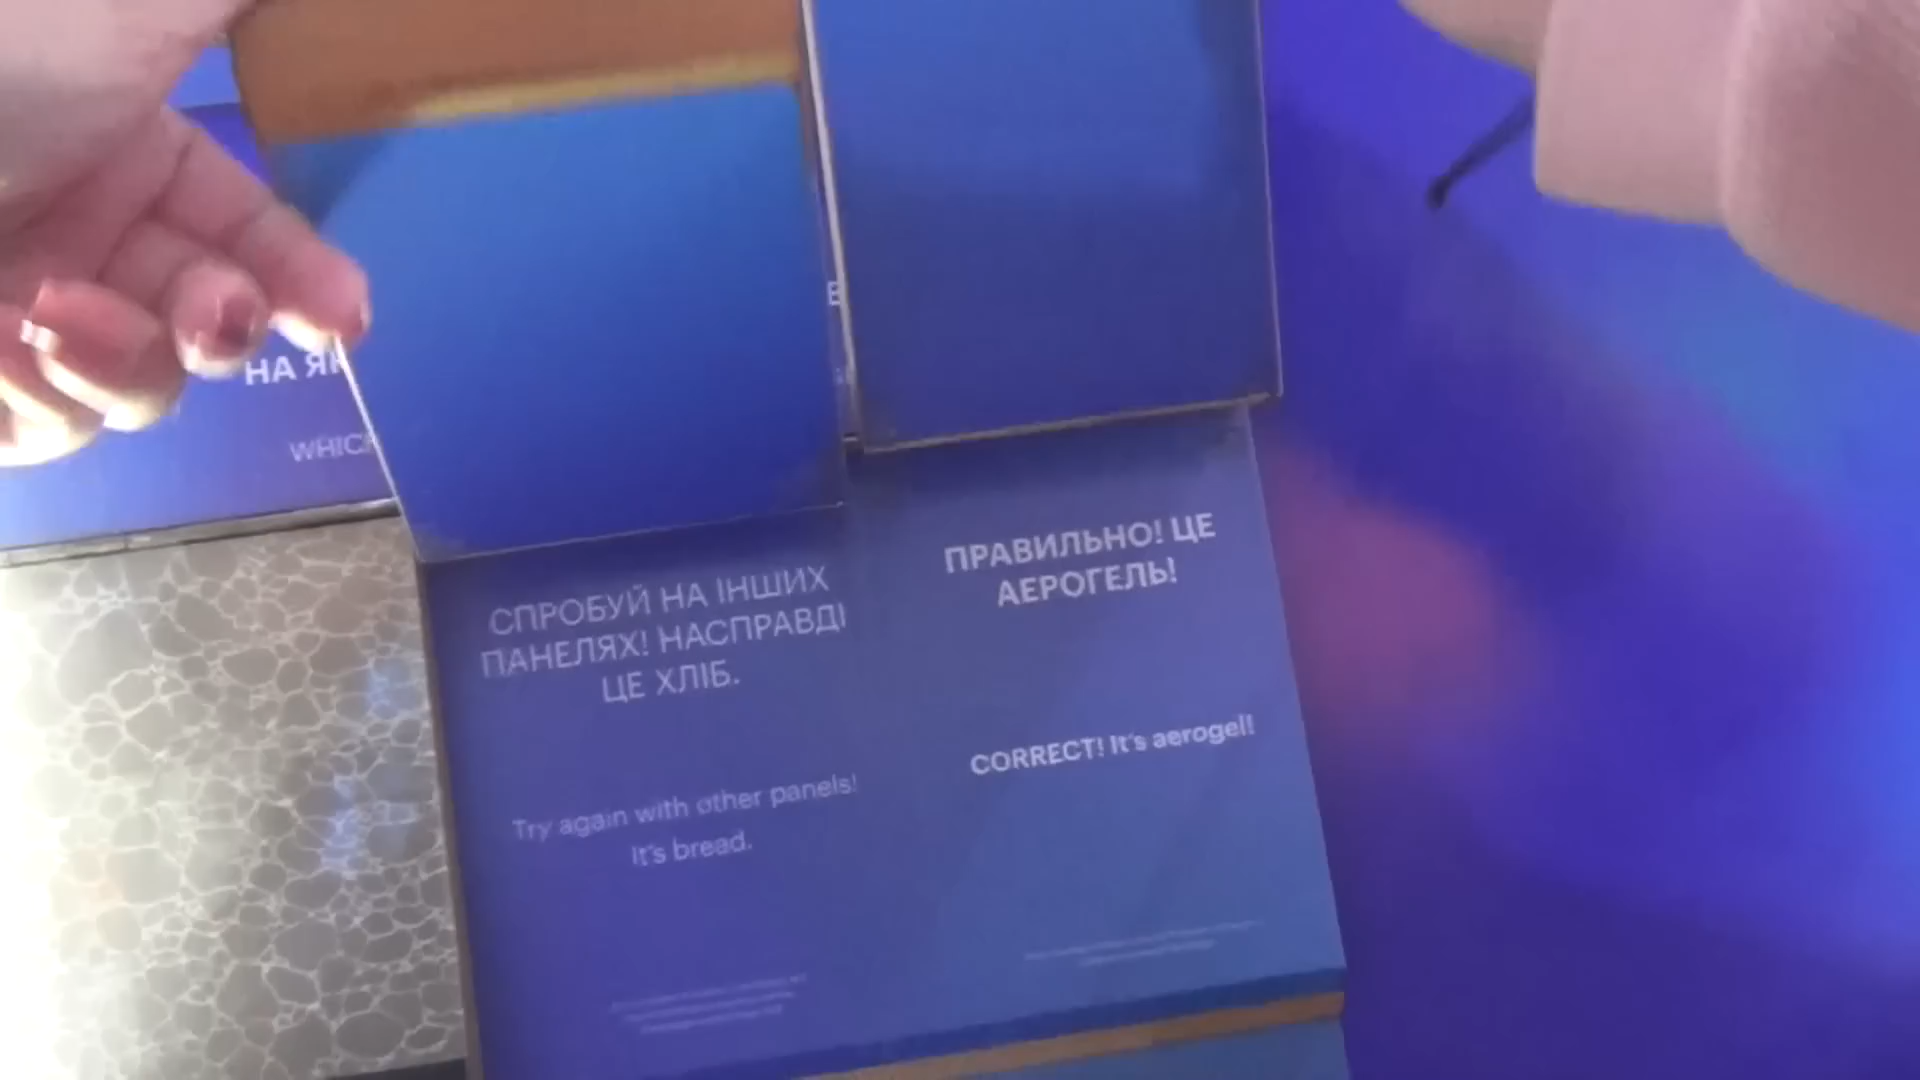 НА ЯК
WHICH
СПРОБУЙ НА ІНШИХ
ПАНЕЛЯХ! НАСПРАВДІ
ЦЕ ХЛІБ.
Try again with other panels!
It's bread.
ПРАВИЛЬНО! ЦЕ
АЕРОГЕЛЬ!
CORRECT! It's aerogel!